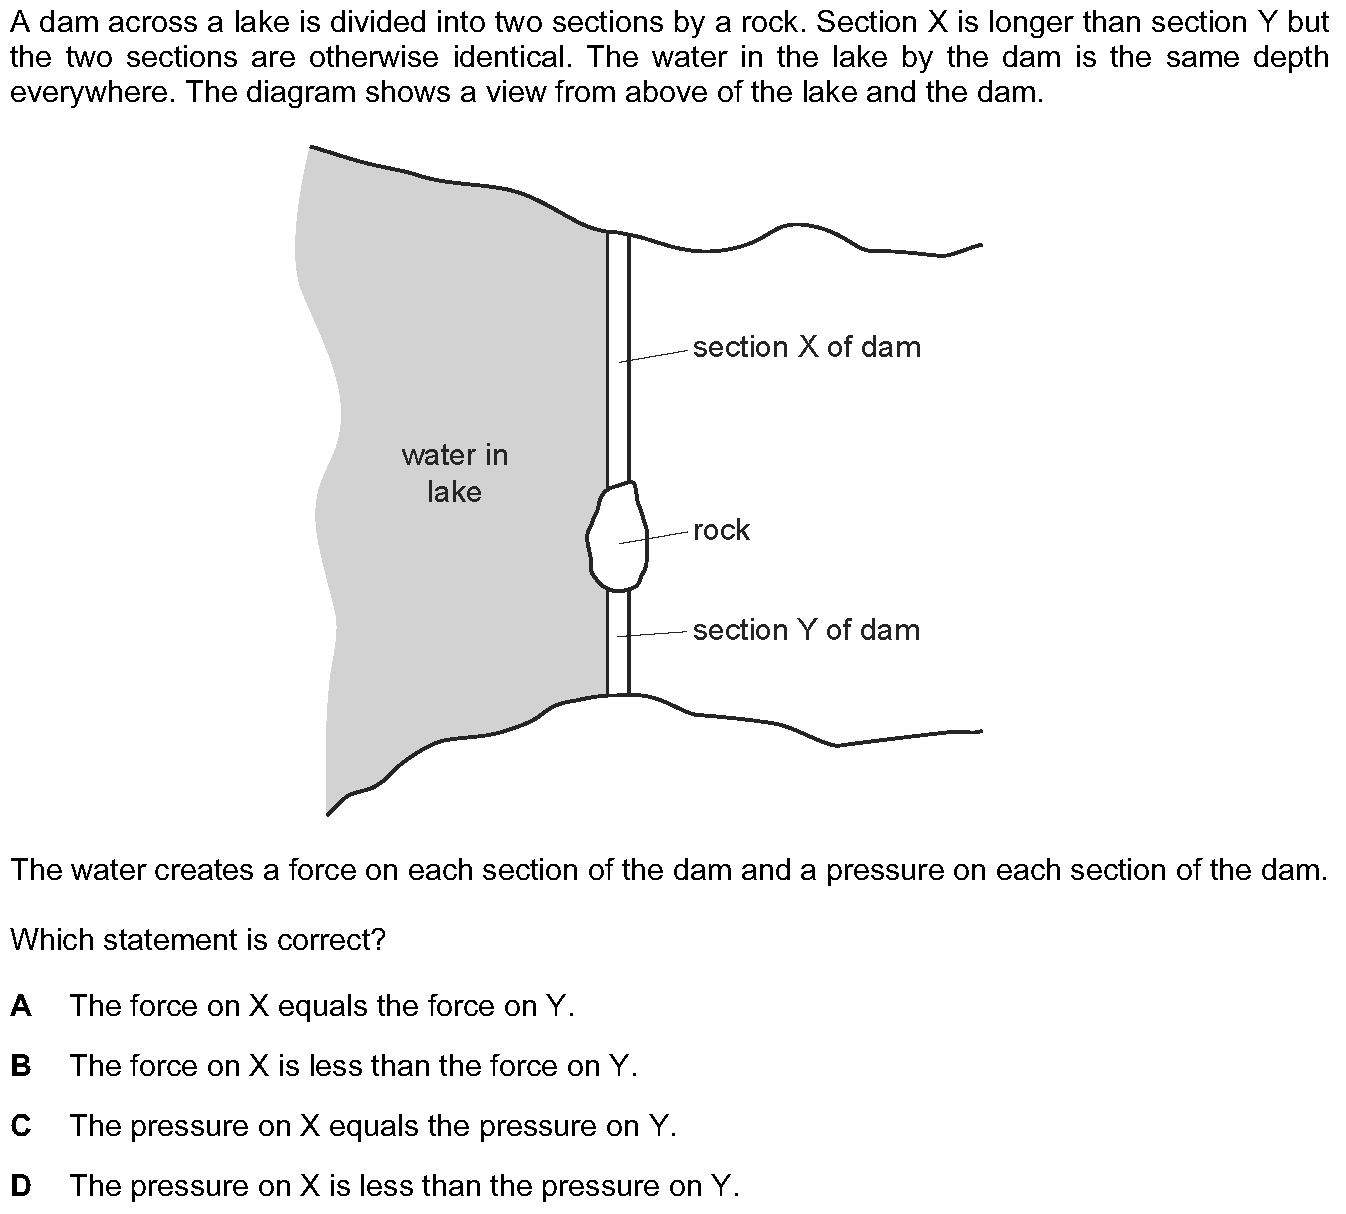 A dam across a lake is divided into two sections by a rock. Section X is longer than section Y but
the two sections are otherwise identical. The water in the lake by the dam is the same depth
everywhere. The diagram shows a view from above of the lake and the dam.
section X of dam
water in
lake
rock
section Y of dam
The water creates a force on each section of the dam and a pressure on each section of the dam.
Which statement is correct?
A The force on X equals the force on Y.
B The force on X is less than the force on Y.
C The pressure on X equals the pressure on Y.
D The pressure on X is less than the pressure on Y.